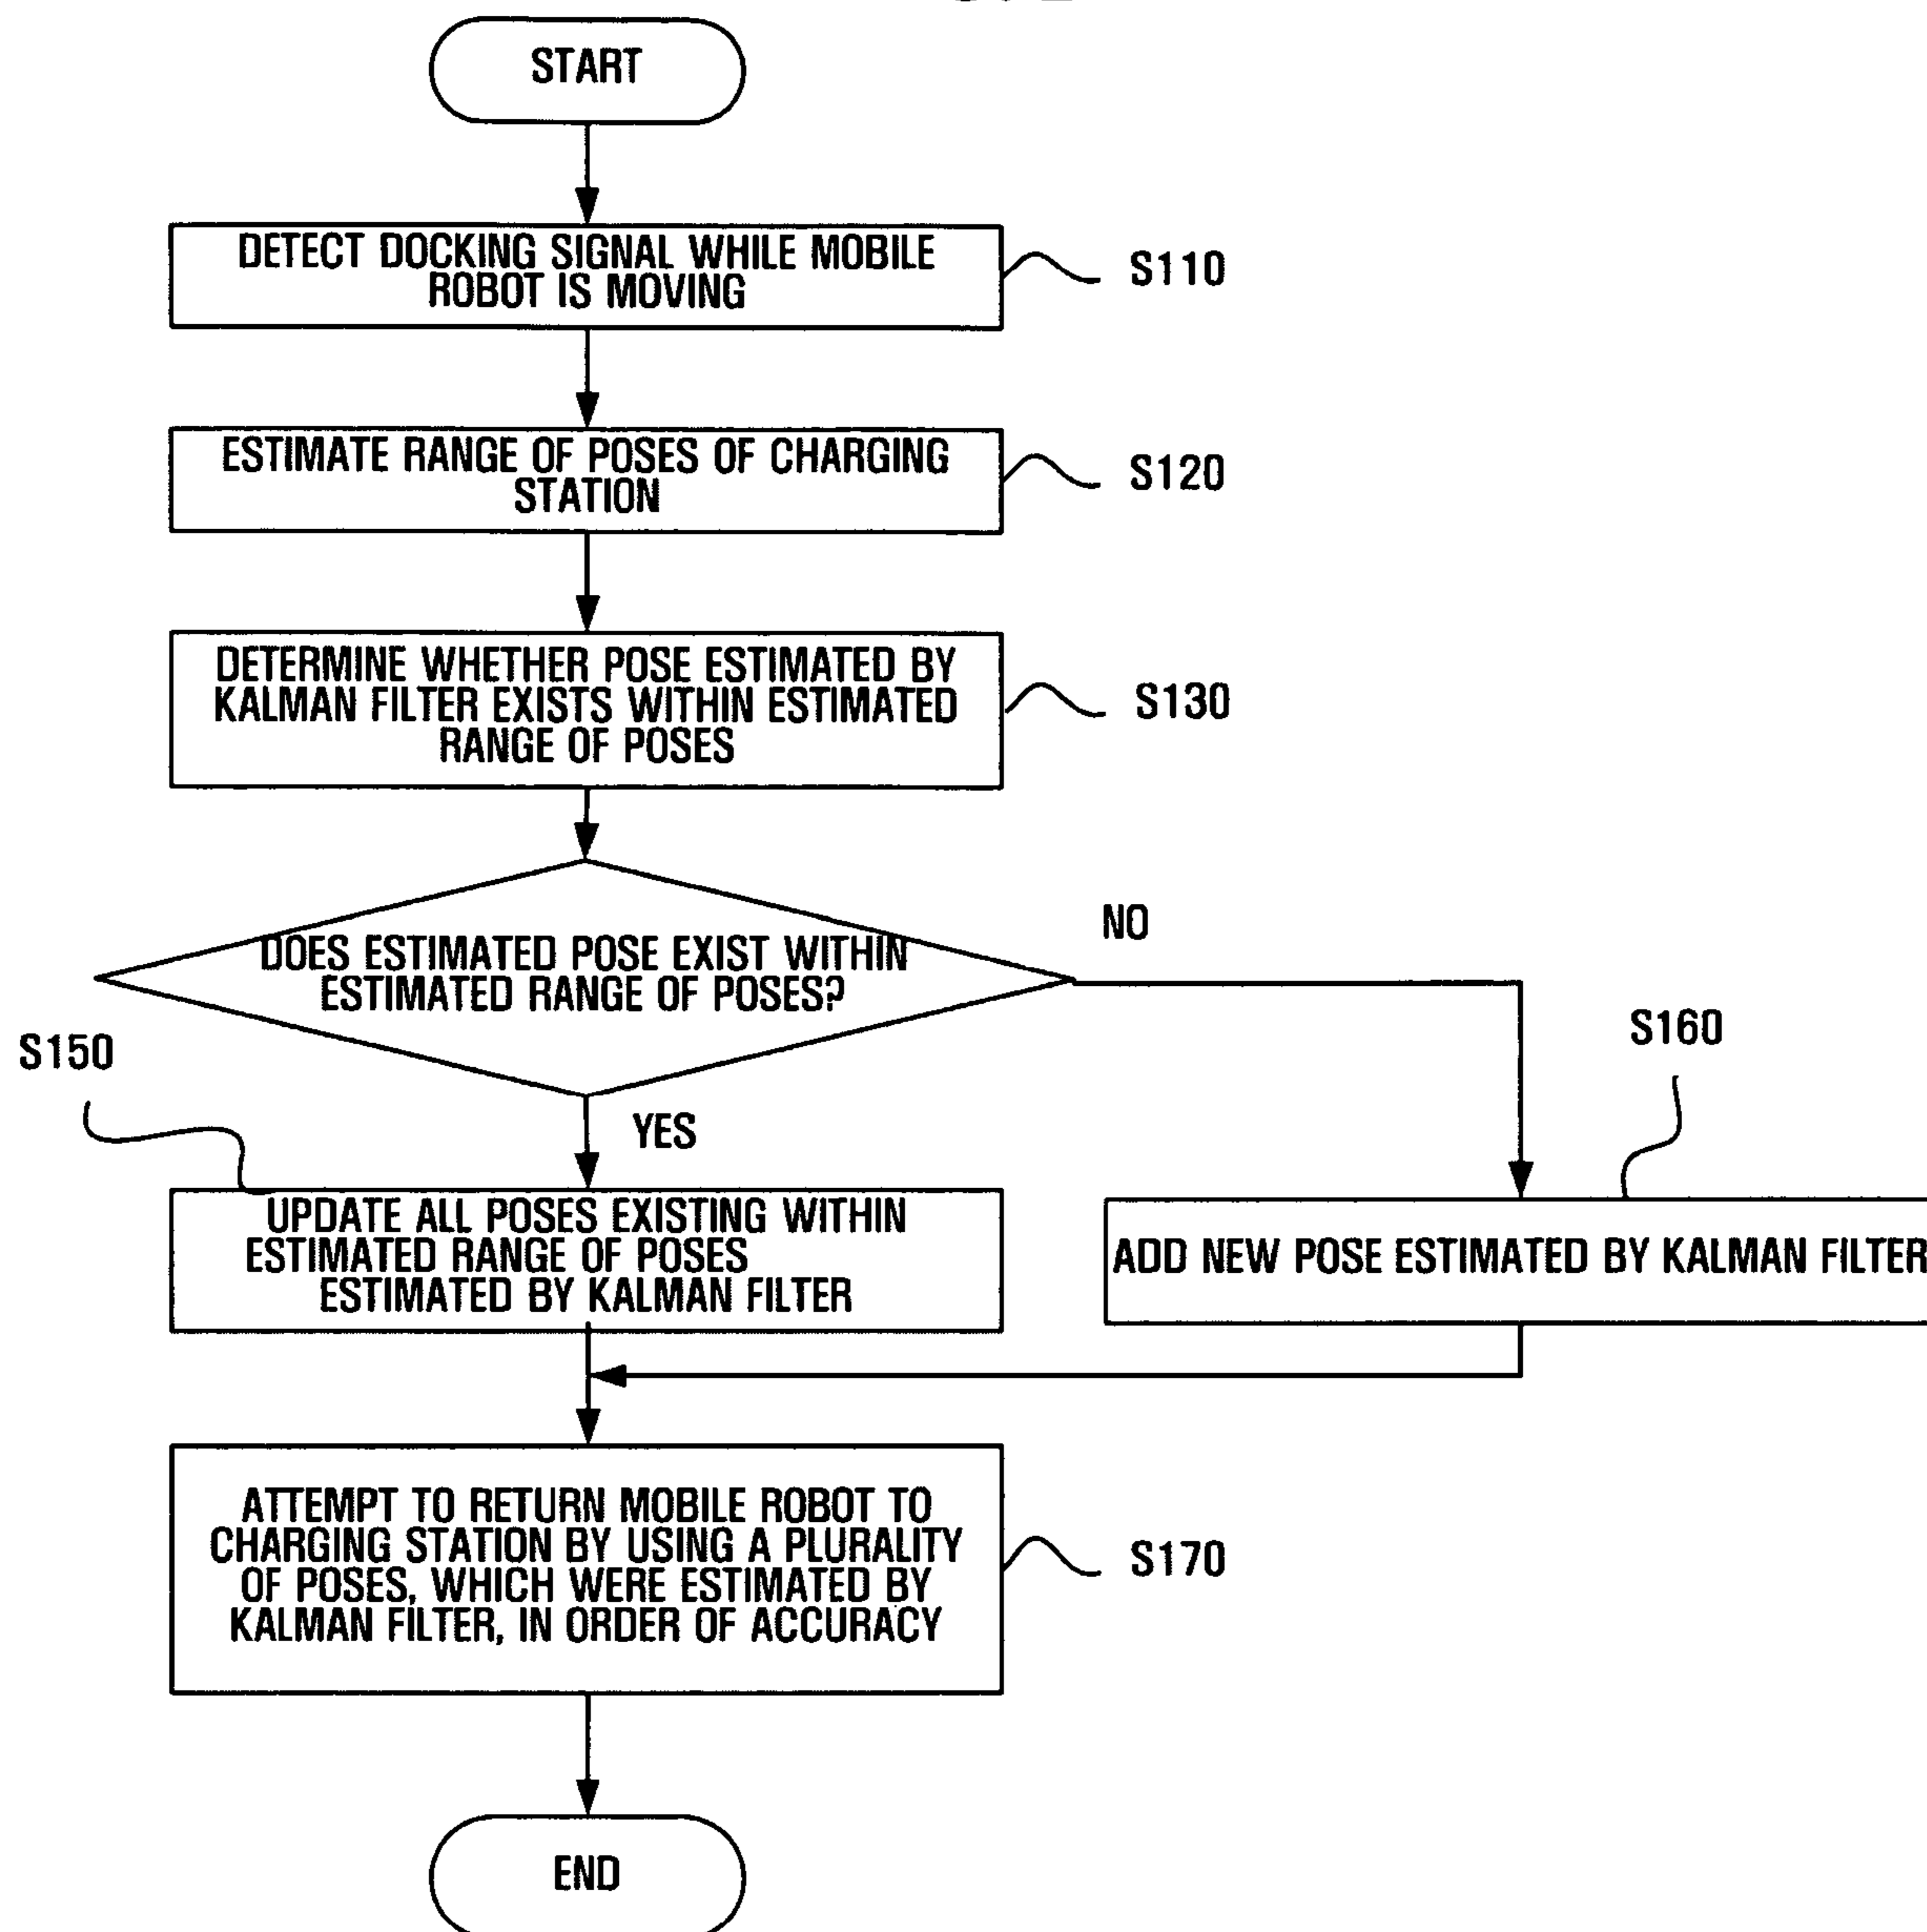 START
DETECT DOCKING SIGNAL WHILE MOBILE
ROBOT IS MOVING
S110
ESTIMATE RANGE OF POSES OF CHARGING
STATION
S120
DETERMINE WHETHER POSE ESTIMATED BY
KALMAN FILTER EXISTS WITHIN ESTIMATED
RANGE OF POSES
S130
DOES ESTIMATED POSE EXIST WITHIN
ESTIMATED RANGE OF POSES?
NO
YES
S150
UPDATE ALL POSES EXISTING WITHIN
ESTIMATED RANGE OF POSES
ESTIMATED BY KALMAN FILTER
S160
ADD NEW POSE ESTIMATED BY KALMAN FILTER
ATTEMPT TO RETURN MOBILE ROBOT TO
CHARGING STATION BY USING A PLURALITY
OF POSES, WHICH WERE ESTIMATED BY
KALMAN FILTER, IN ORDER OF ACCURACY
S170
END